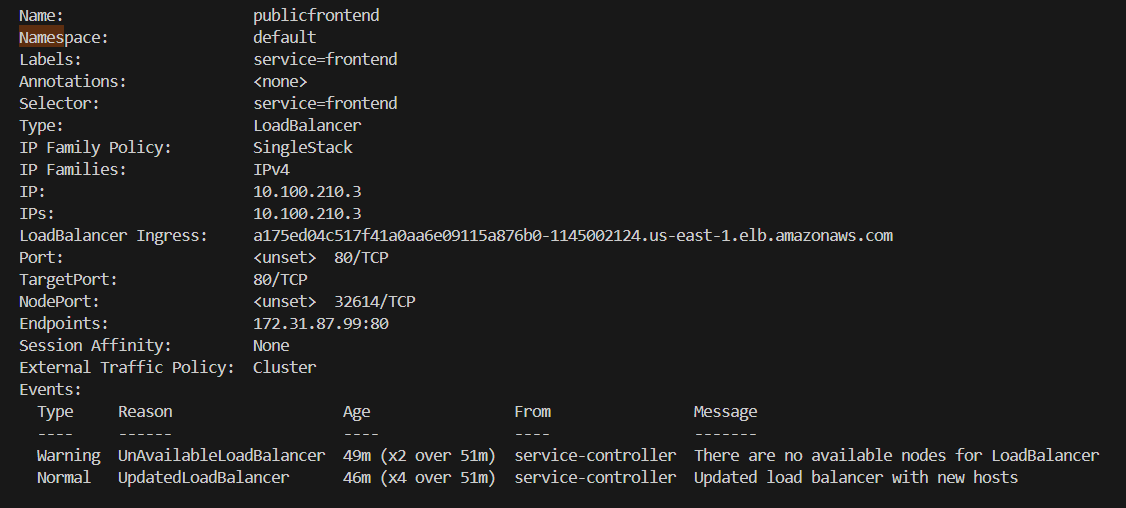 Name:                     publicfrontend
Namespace:                default
Labels:                   service=frontend
Annotations:              <none>
Selector:                 service=frontend
Type:                     LoadBalancer
IP Family Policy:         SingleStack
IP Families:              IPv4
IP:                       10.100.210.3
IPs:                      10.100.210.3
LoadBalancer Ingress:     a175ed04c517f41a0aa6e09115a876b0-1145002124.us-east-1.elb.amazonaws.com
Port:                     <unset>  80/TCP
TargetPort:               80/TCP
NodePort:                 <unset>  32614/TCP
Endpoints:                172.31.87.99:80
Session Affinity:         None
External Traffic Policy:  Cluster
Events:
  Type     Reason                   Age                From                Message
  ----     ------                   ----               ----                -------
  Warning  UnAvailableLoadBalancer  49m (x2 over 51m)  service-controller  There are no available nodes for LoadBalancer
  Normal   UpdatedLoadBalancer      46m (x4 over 51m)  service-controller  Updated load balancer with new hosts